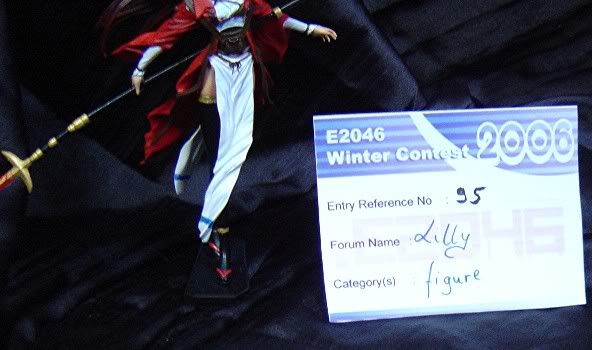 E2046
Winter Contest 2006
Entry Reference No : 95
Forum Name : Lilly
Category(s) : figure